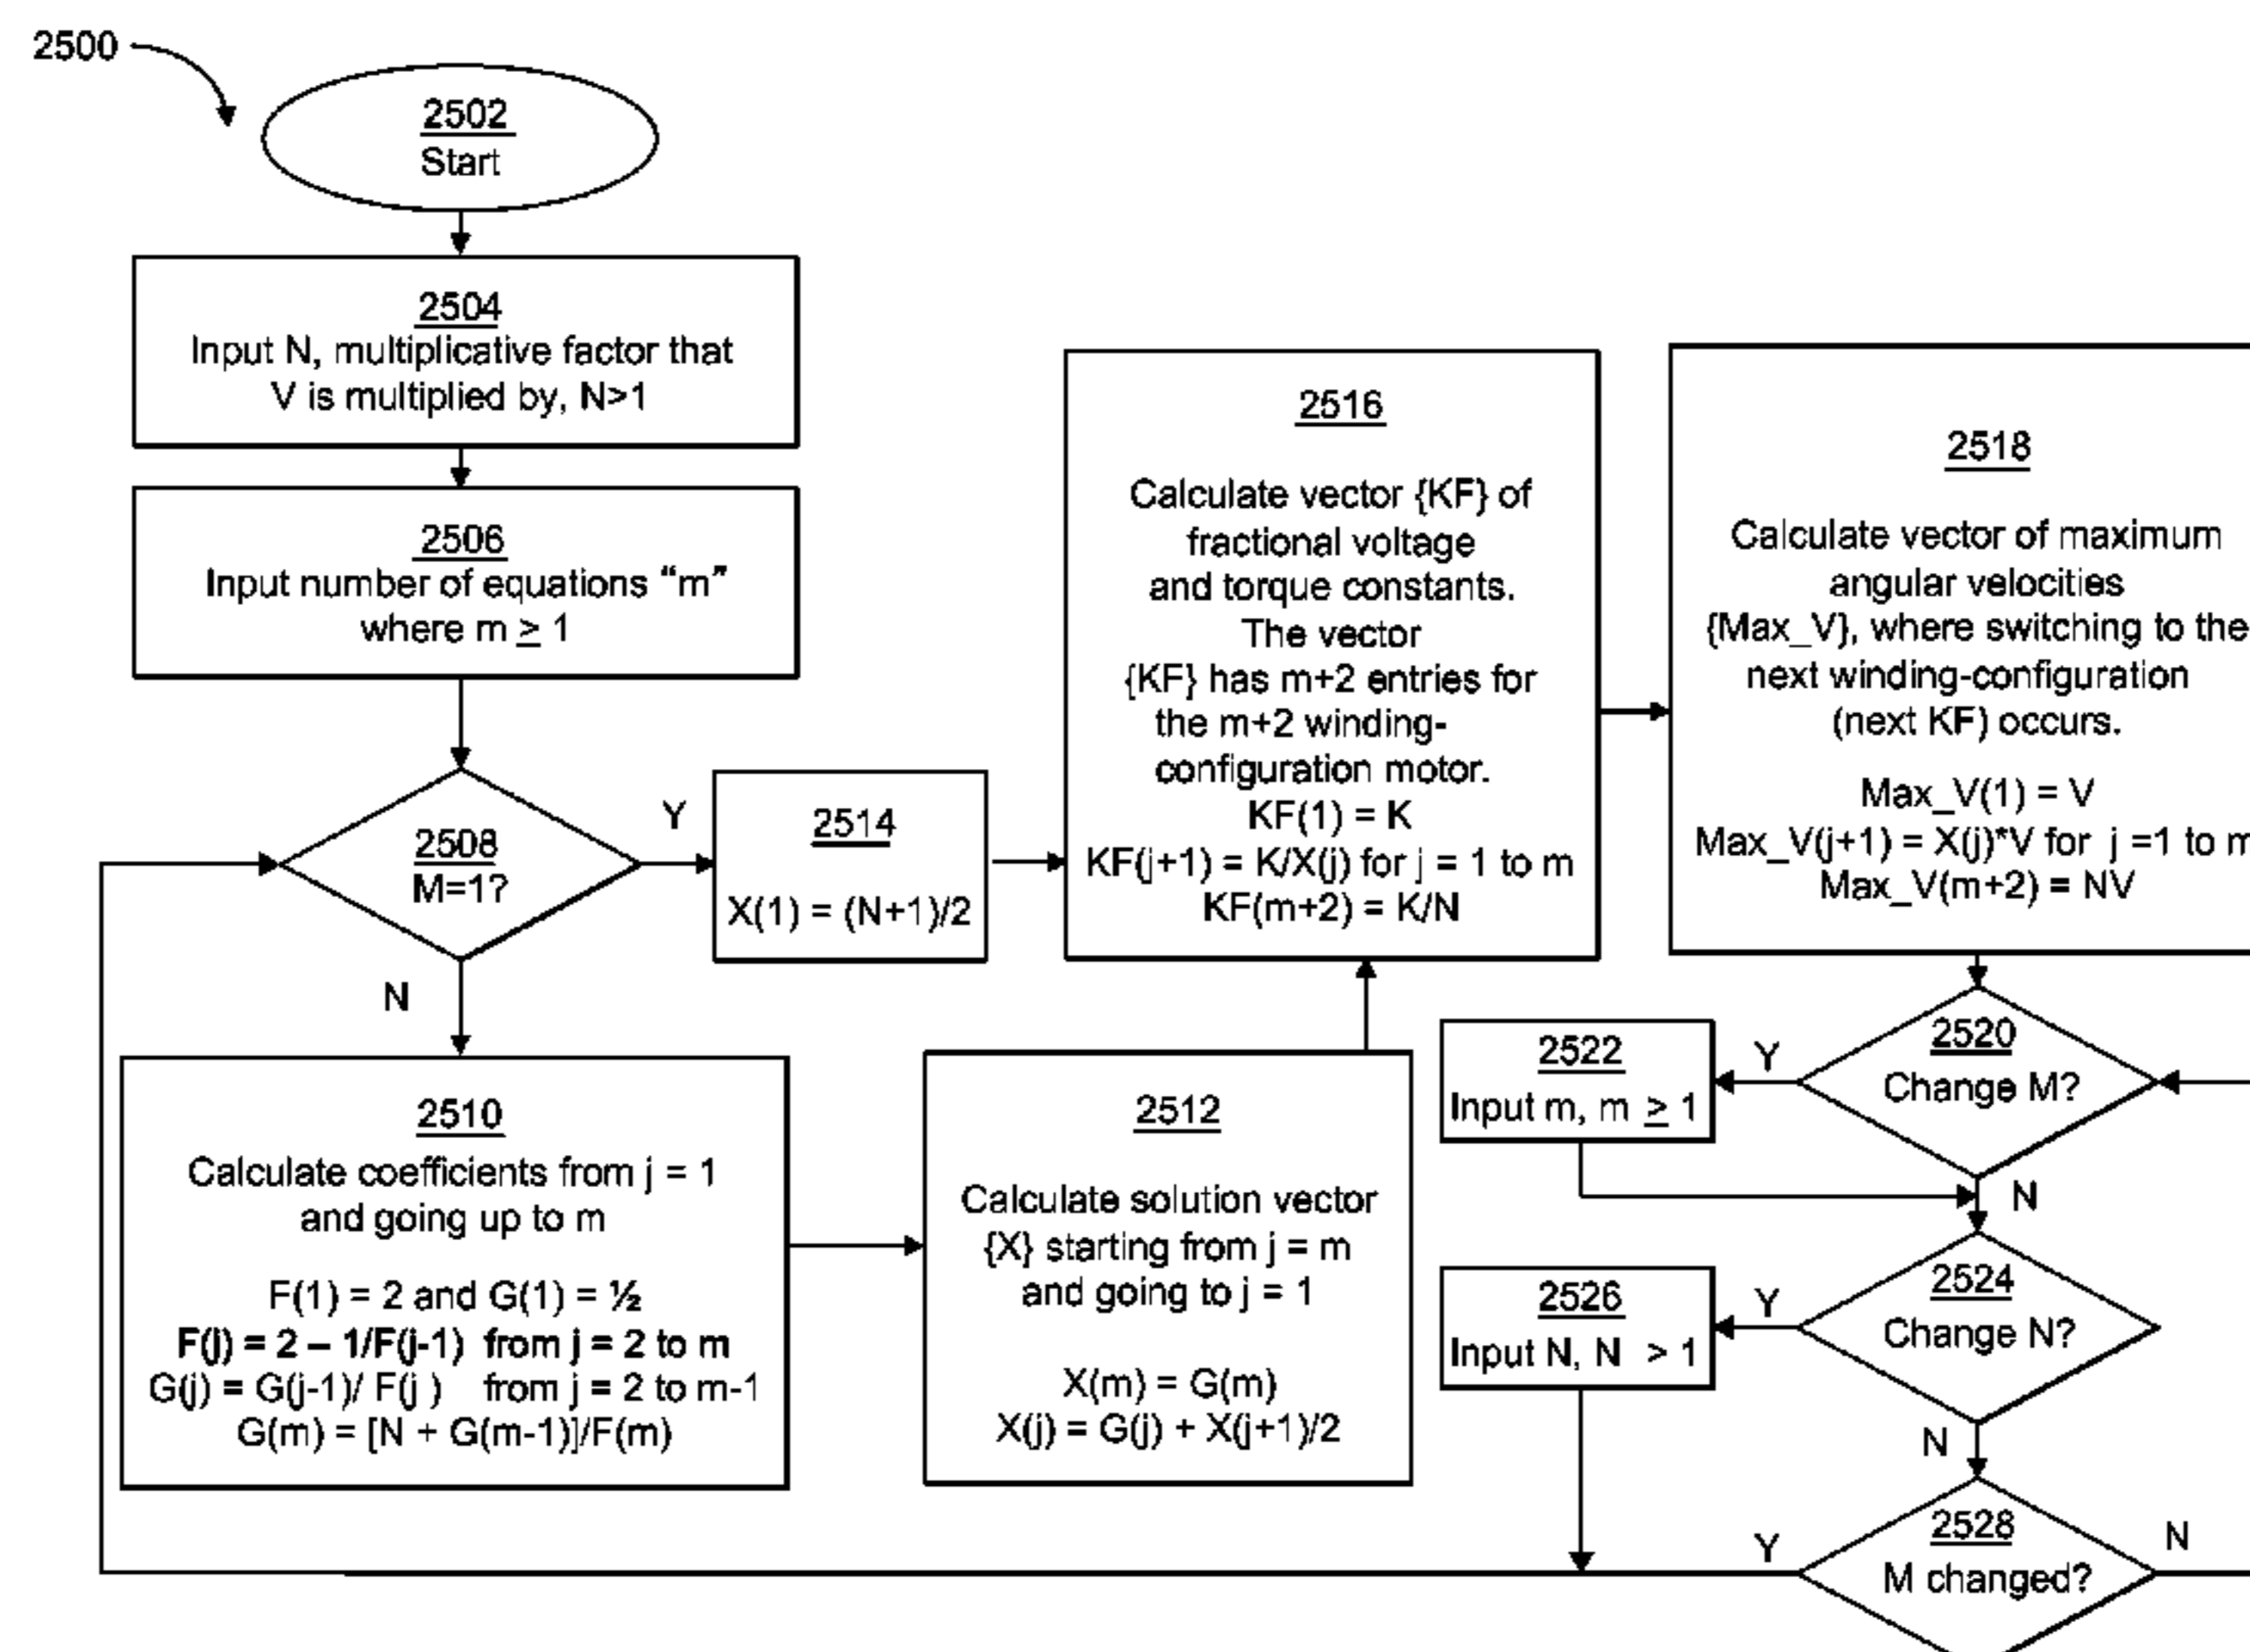 2500
2502
Start
2504
Input N, multiplicative factor that
V is multiplied by, N>1
2506
Input number of equations “m”
where m ≥ 1
2508
M=1?
Y
N
2514
X(1) = (N+1)/2
2510
Calculate coefficients from j = 1
and going up to m
F(1) = 2 and G(1) = ½
F(j) = 2 – 1/F(j-1) from j = 2 to m
G(j) = G(j-1)/ F(j ) from j = 2 to m-1
G(m) = [N + G(m-1)]/F(m)
2512
Calculate solution vector
{X} starting from j = m
and going to j = 1
X(m) = G(m)
X(j) = G(j) + X(j+1)/2
2516
Calculate vector {KF} of
fractional voltage
and torque constants.
The vector
{KF} has m+2 entries for
the m+2 winding-
configuration motor.
KF(1) = K
KF(j+1) = K/X(j) for j = 1 to m
KF(m+2) = K/N
2518
Calculate vector of maximum
angular velocities
{Max_V}, where switching to the
next winding-configuration
(next KF) occurs.
Max_V(1) = V
Max_V(j+1) = X(j)*V for j =1 to m
Max_V(m+2) = NV
2520
Change M?
Y
N
2522
Input m, m ≥ 1
2524
Change N?
Y
N
2526
Input N, N > 1
2528
M changed?
Y
N